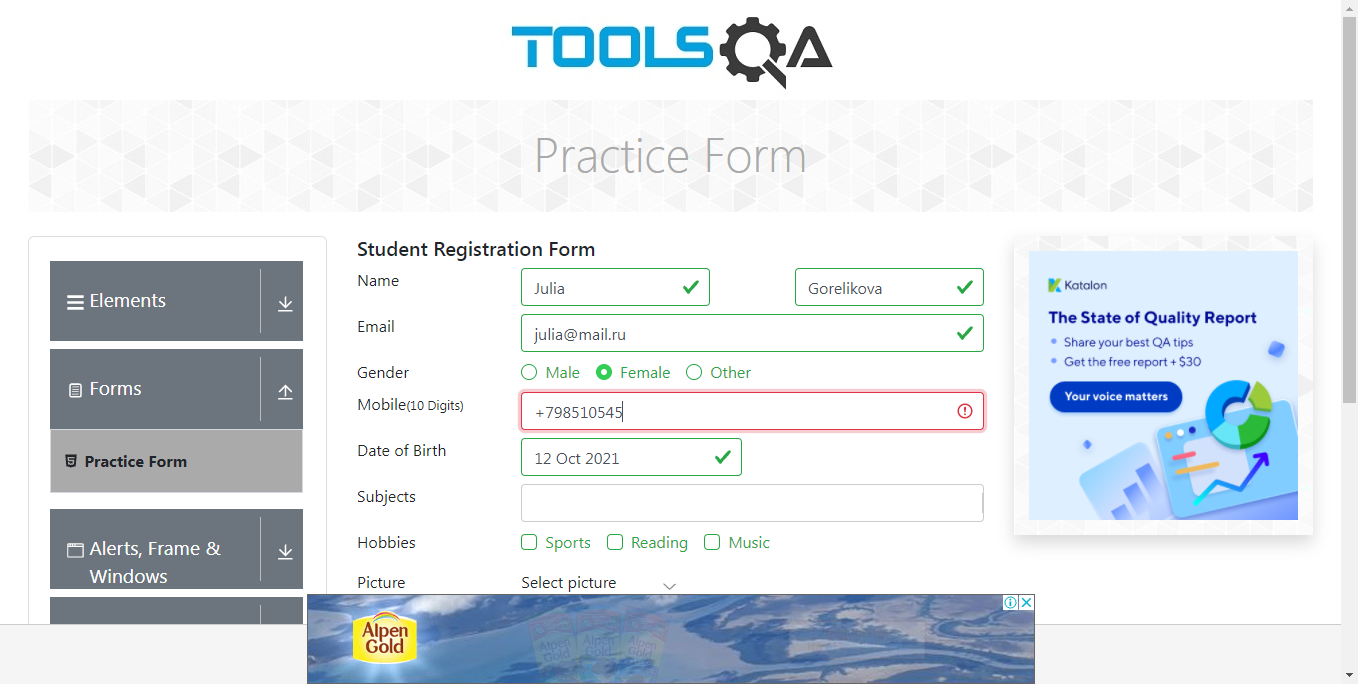 TOOLSQA
Practice Form
Elements
Forms
Practice Form
Alerts, Frame &
Windows
Student Registration Form
Name
Julia
Gorelikova
Email
julia@mail.ru
Gender
Male
Female
Other
Mobile(10 Digits)
+798510545
Date of Birth
12 Oct 2021
Subjects
Hobbies
Sports
Reading
Music
Picture
Select picture
Katalon
The State of Quality Report
• Share your best QA tips
• Get the free report + $30
Your voice matters
Alpen
Gold